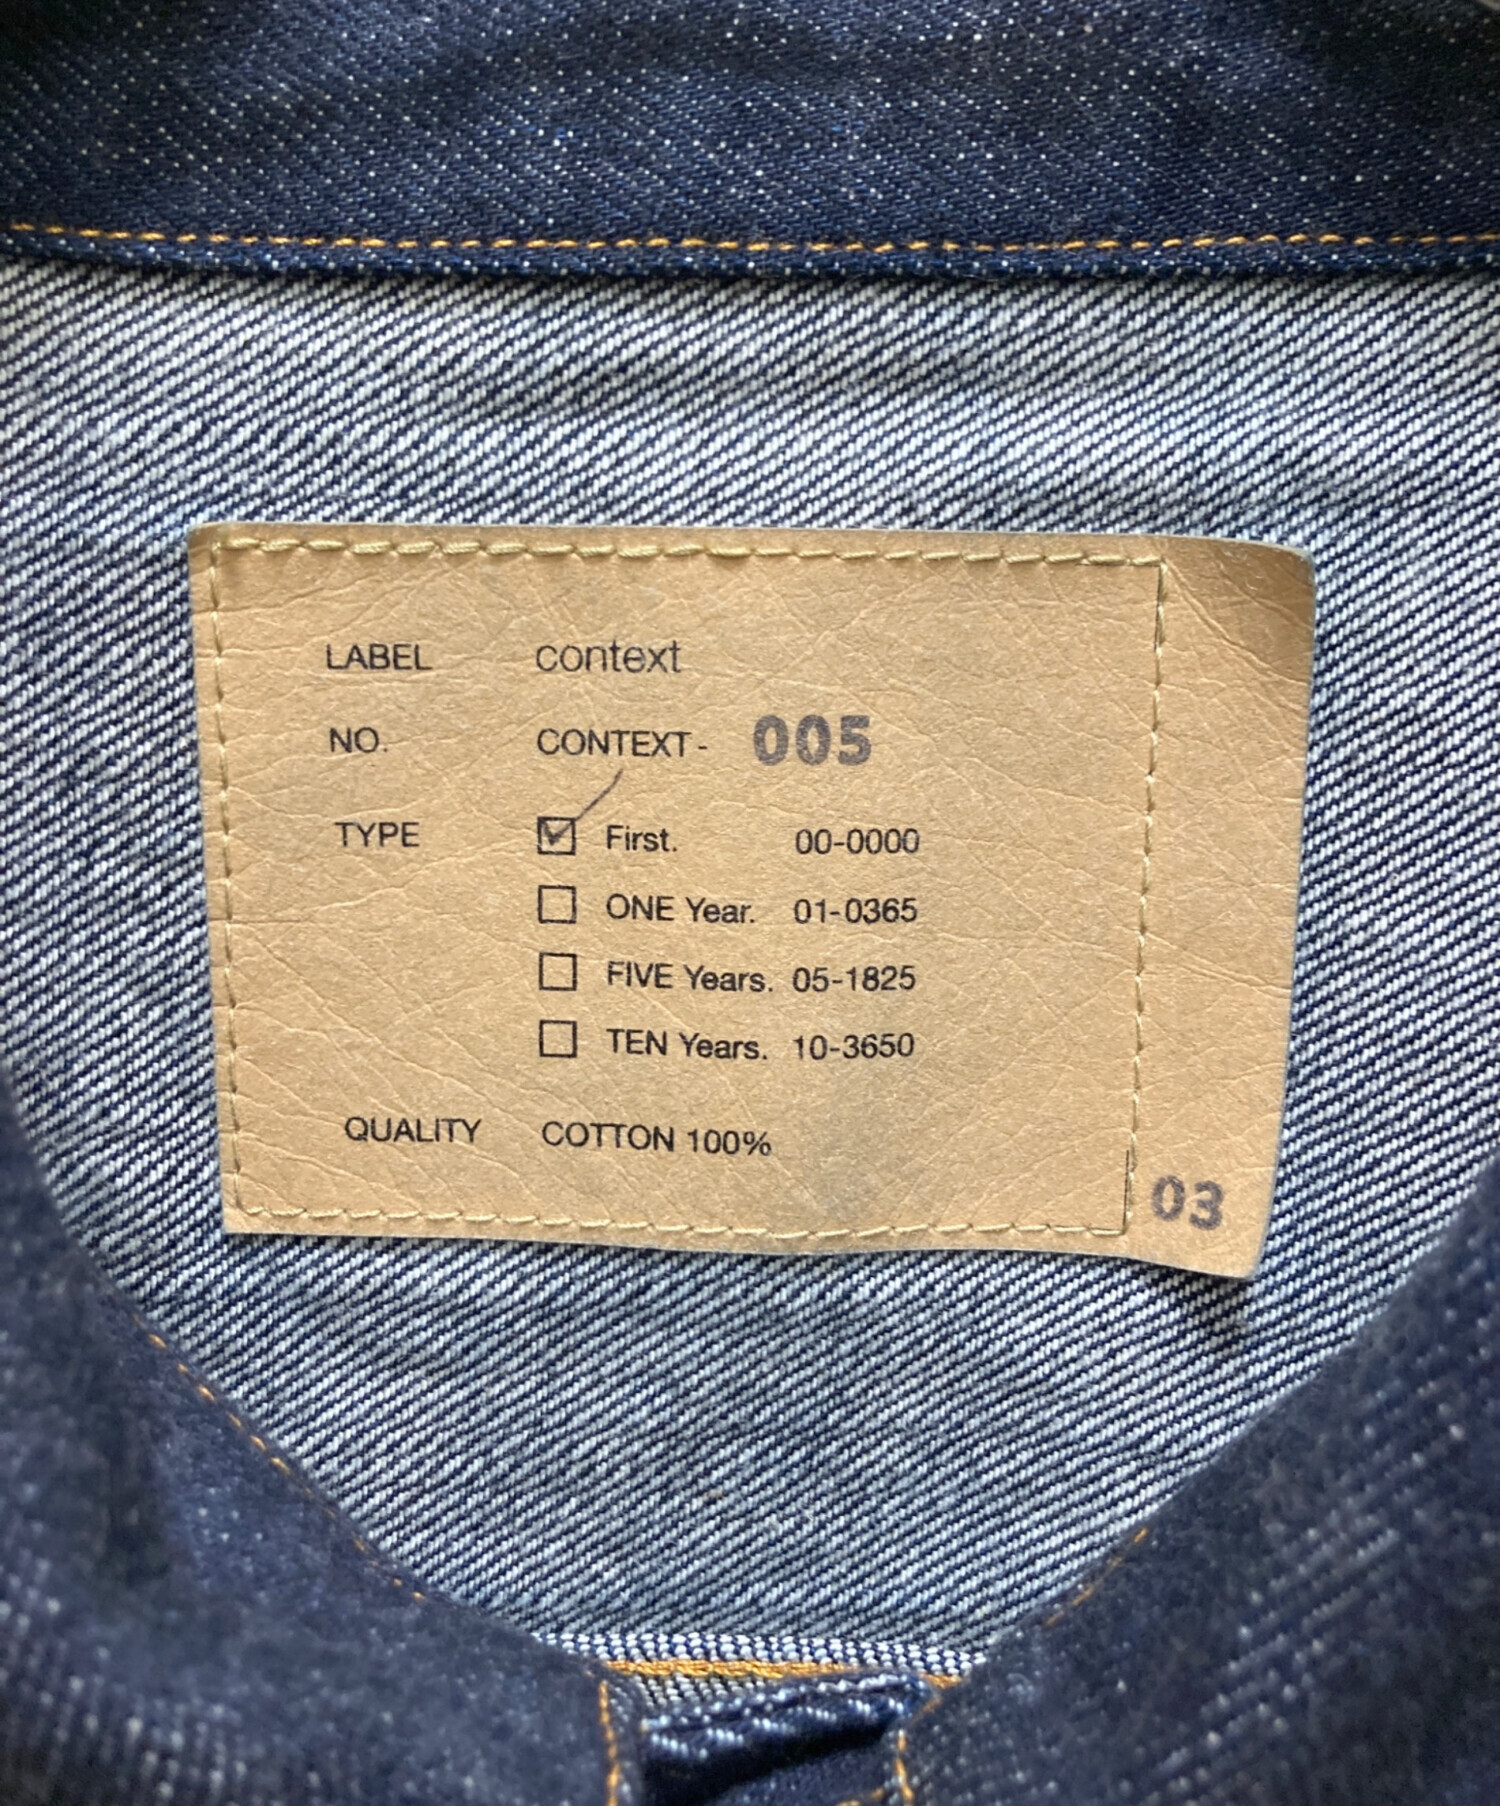 LABEL context
NO. CONTEXT- 005
TYPE ☑ First. 00-0000
☐ ONE Year. 01-0365
☐ FIVE Years. 05-1825
☐ TEN Years. 10-3650
QUALITY COTTON 100%
03